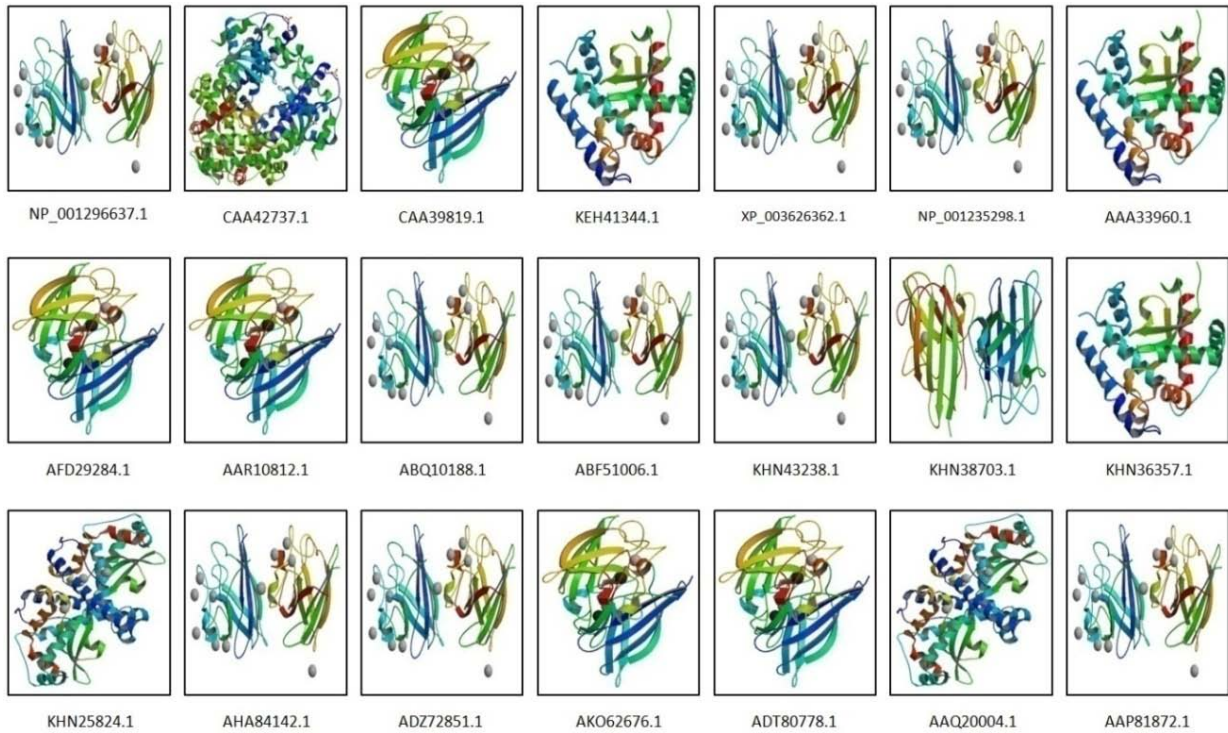 NP_001296637.1 CAA42737.1 CAA39819.1 KEH41344.1 XP_003626362.1 NP_001235298.1 AAA33960.1
AFD29284.1 AAR10812.1 ABQ10188.1 ABF51006.1 KHN43238.1 KHN38703.1 KHN36357.1
KHN25824.1 AHA84142.1 ADZ72851.1 AKO62676.1 ADT80778.1 AAQ20004.1 AAP81872.1